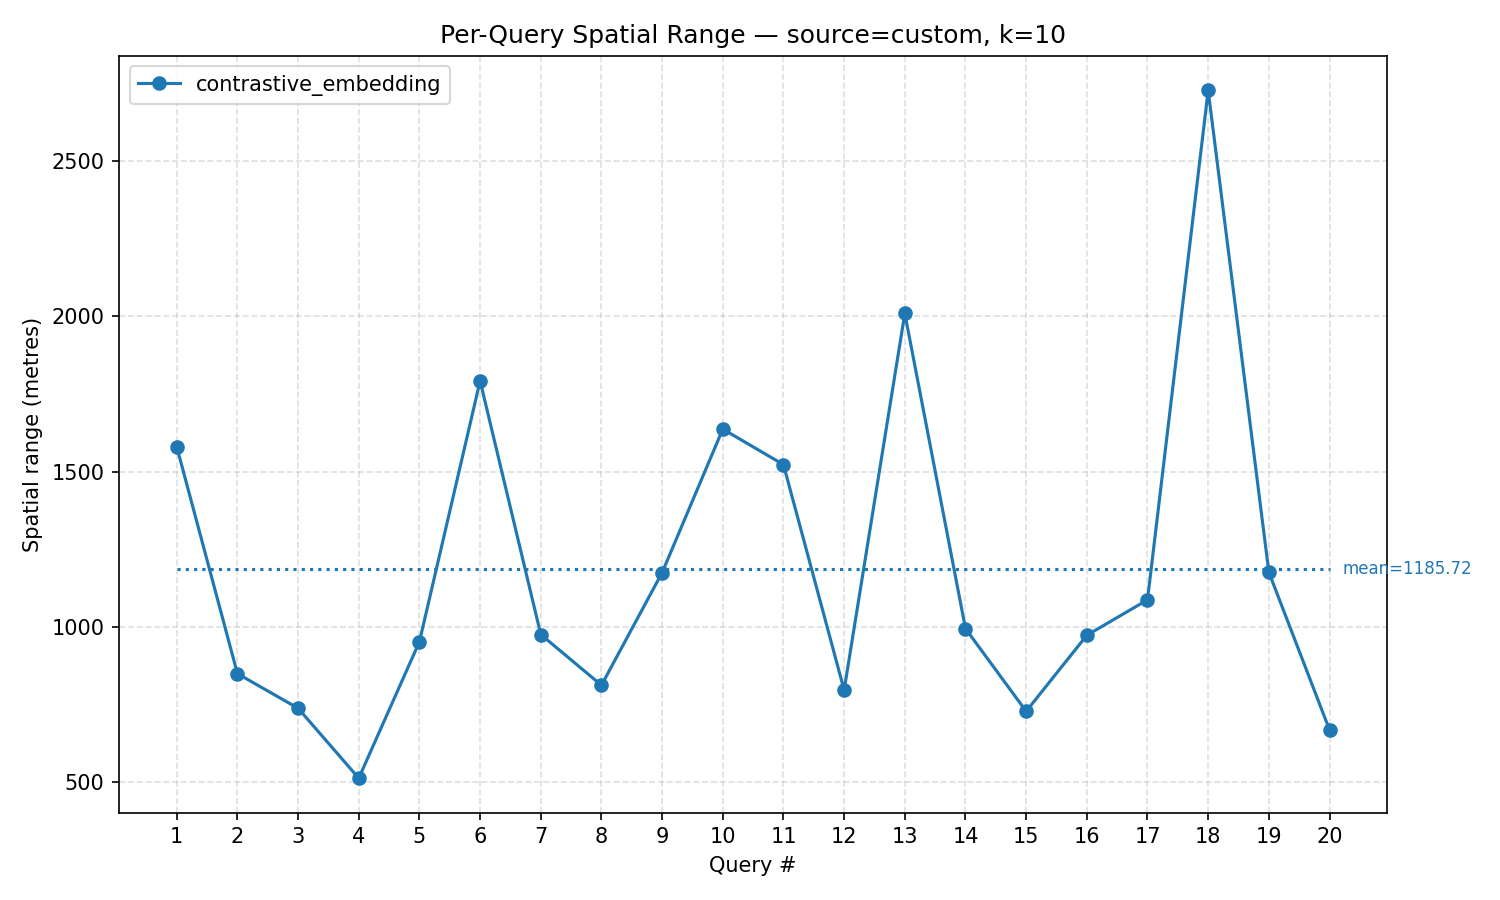 Per-Query Spatial Range — source=custom, k=10
contrastive_embedding
Spatial range (metres)
2500
2000
1500
1000
500
mean=1185.72
1 2 3 4 5 6 7 8 9 10 11 12 13 14 15 16 17 18 19 20
Query #